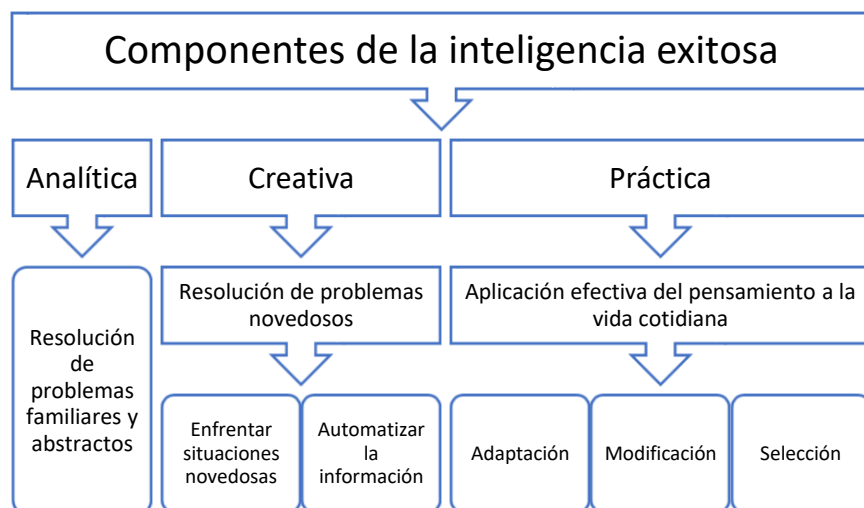 Componentes de la inteligencia exitosa
Analítica
Creativa
Práctica
Resolución
de
problemas
familiares y
abstractos
Resolución de problemas
novedosos
Aplicación efectiva del pensamiento a la
vida cotidiana
Enfrentar
situaciones
novedosas
Automatizar
la
información
Adaptación
Modificación
Selección